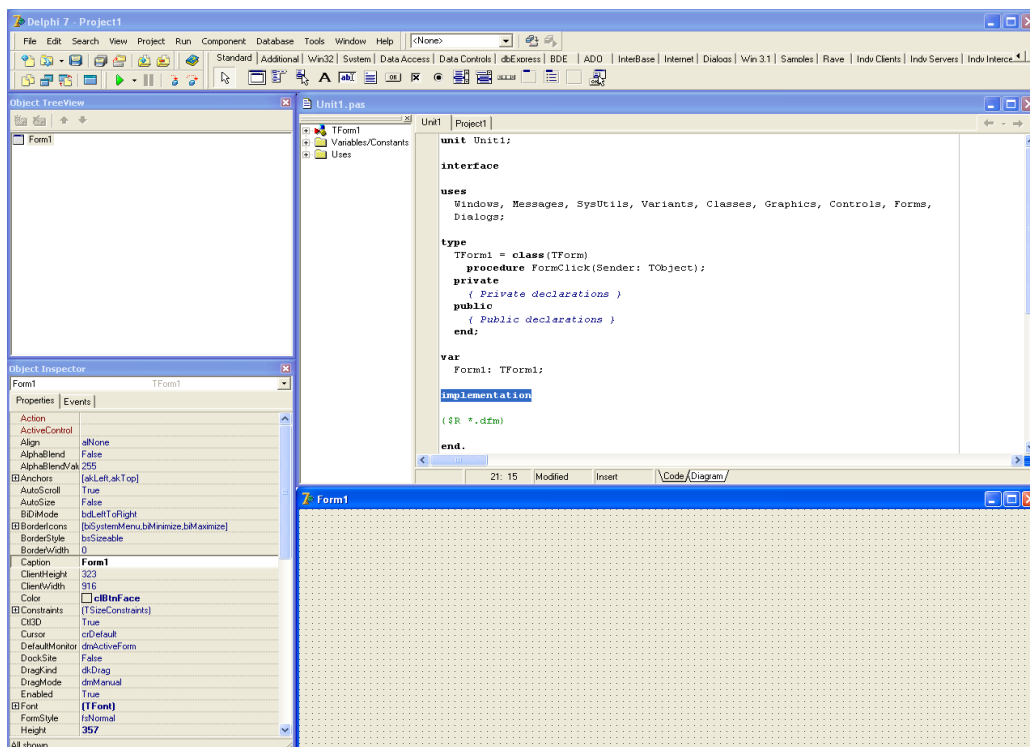 Delphi 7 - Project1
File Edit Search View Project Run Component Database Tools Window Help <None>
Standard Additional Win32 System Data Access Data Controls dbExpress BDE ADO InterBase Internet Dialogs Win 3.1 Samples Rave Indy Clients Indy Servers Indy Interce
Object TreeView
Form1
Unit1.pas
TForm1
Variables/Constants
Uses
Unit1 Project1
unit Unit1;
interface
uses
Windows, Messages, SysUtils, Variants, Classes, Graphics, Controls, Forms,
Dialogs;
type
TForm1 = class(TForm)
procedure FormClick(Sender: TObject);
private
{ Private declarations }
public
{ Public declarations }
end;
var
Form1: TForm1;
implementation
{$R *.dfm}
end.
21: 15 Modified Insert Code Diagram
Object Inspector
Form1 TForm1
Properties Events
Action
ActiveControl
Align alNone
AlphaBlend False
AlphaBlendVal 255
Anchors [akLeft,akTop]
AutoScroll True
AutoSize False
BiDiMode bdLeftToRight
BorderIcons [biSystemMenu,biMinimize,biMaximize]
BorderStyle bsSizeable
BorderWidth 0
Caption Form1
ClientHeight 323
ClientWidth 916
Color clBtnFace
Constraints (TSizeConstraints)
Ctl3D True
Cursor crDefault
DefaultMonitor dmActiveForm
DockSite False
DragKind dkDrag
DragMode dmManual
Enabled True
Font (TFont)
FormStyle fsNormal
Height 357
All shown
Form1